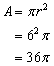 A = πr²
= 6²π
= 36π